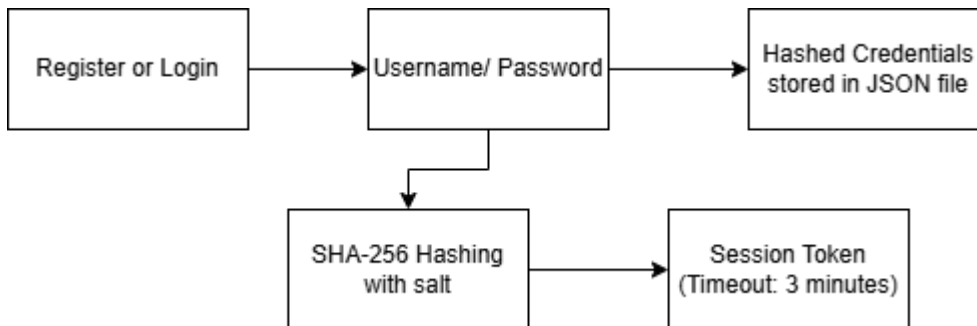 Register or Login
Username/ Password
Hashed Credentials
stored in JSON file
SHA-256 Hashing
with salt
Session Token
(Timeout: 3 minutes)